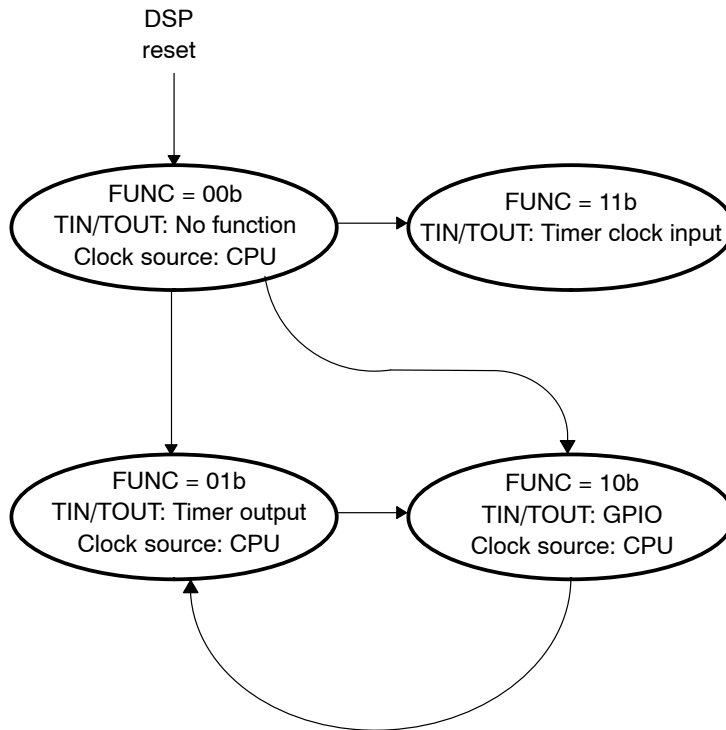 DSP
reset
FUNC = 00b
TIN/TOUT: No function
Clock source: CPU
FUNC = 11b
TIN/TOUT: Timer clock input
FUNC = 01b
TIN/TOUT: Timer output
Clock source: CPU
FUNC = 10b
TIN/TOUT: GPIO
Clock source: CPU